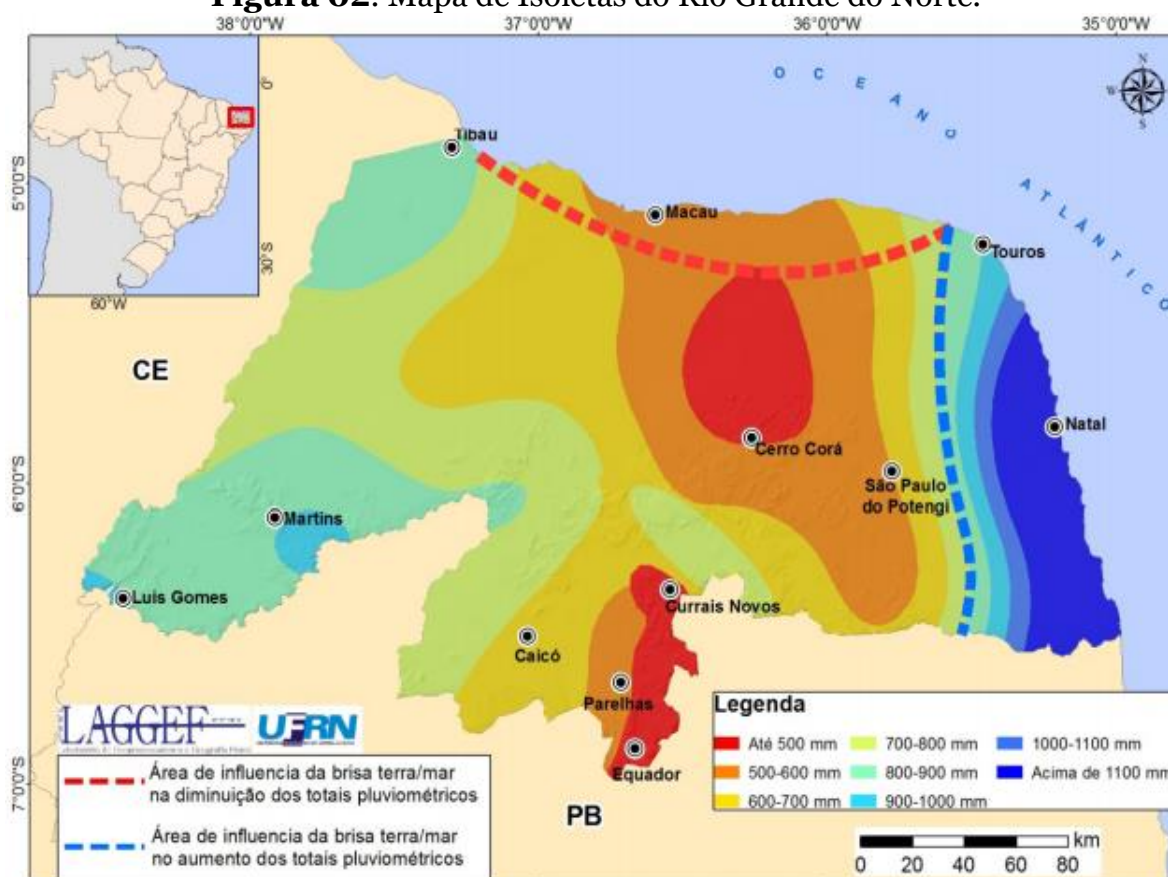 Figura 02: Mapa de Isoietas do Rio Grande do Norte.
38°0'0"W
37°0'0"W
36°0'0"W
35°0'0"W
0°
30°S
60°W
5°0'0"S
6°0'0"S
7°0'0"S
N
W
S
OCEANO
ATLÂNTICO
Tibau
Macau
Touros
CE
Natal
Cerro Corá
São Paulo
do Potengi
Martins
Luis Gomes
Currais Novos
Caicó
Parelhas
Equador
PB
LAGGEF
UFRN
Área de influencia da brisa terra/mar
na diminuição dos totais pluviométricos
Área de influencia da brisa terra/mar
no aumento dos totais pluviométricos
Legenda
Até 500 mm
700-800 mm
1000-1100 mm
500-600 mm
800-900 mm
Acima de 1100 mm
600-700 mm
900-1000 mm
km
0 20 40 60 80